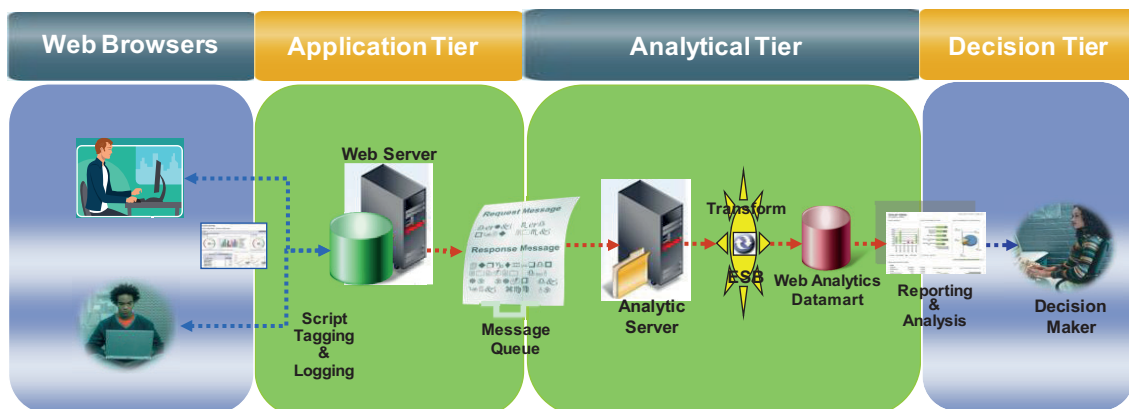 Web Browsers
Application Tier
Analytical Tier
Decision Tier
Web Server
Script
Tagging
&
Logging
Request Message
Response Message
Message
Queue
Analytic
Server
Transform
ESB
Web Analytics
Datamart
Reporting
&
Analysis
Decision
Maker